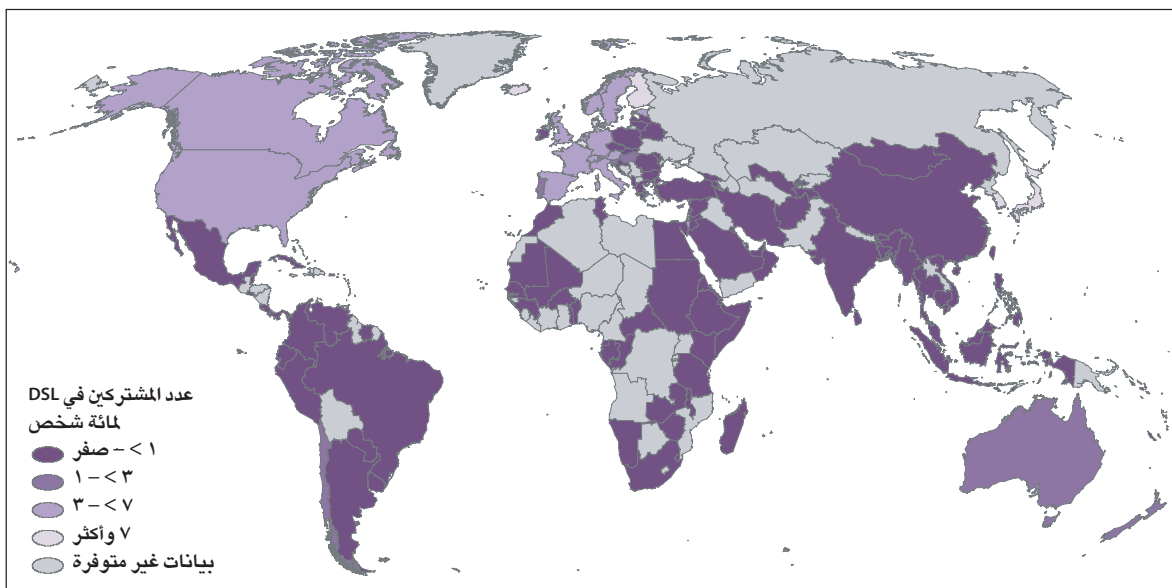 عدد المشتركين في DSL
لمائة شخص
صفر – < ١
١ – < ٣
٣ – < ٧
٧ وأكثر
بيانات غير متوفرة